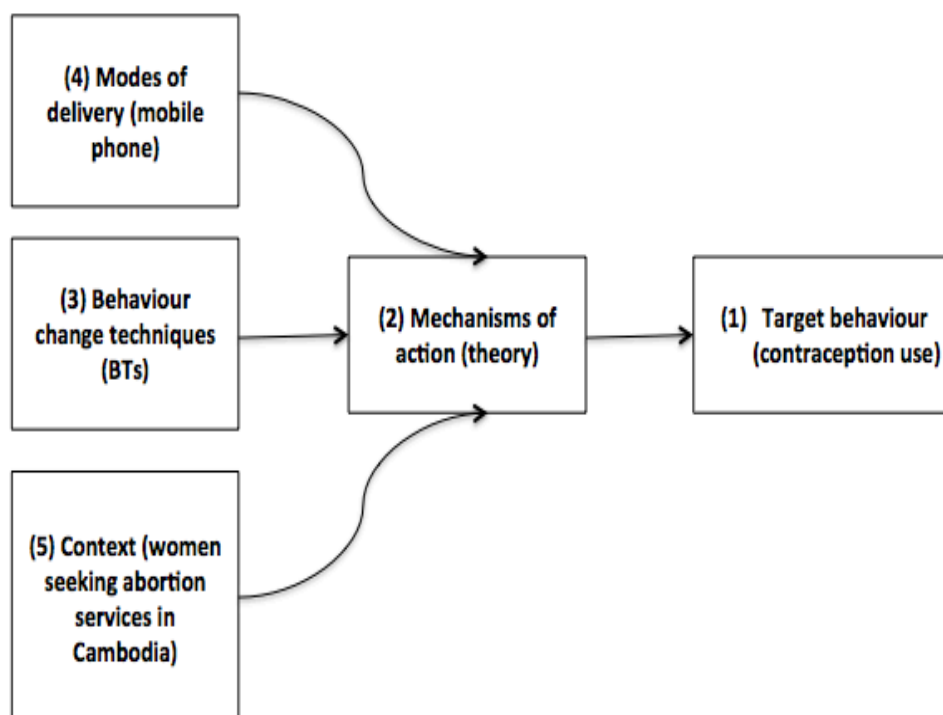 (4) Modes of
delivery (mobile
phone)
(3) Behaviour
change techniques
(BTs)
(2) Mechanisms of
action (theory)
(1) Target behaviour
(contraception use)
(5) Context (women
seeking abortion
services in
Cambodia)